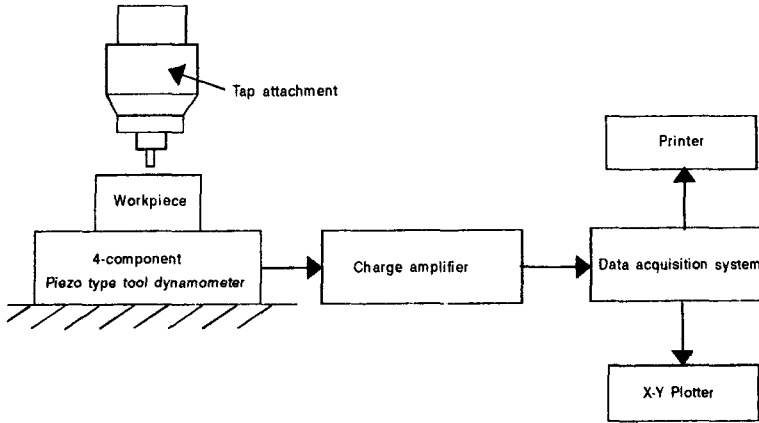 Tap attachment
Printer
Workpiece
4-component
Piezo type tool dynamometer
Charge amplifier
Data acquisition system
X-Y Plotter